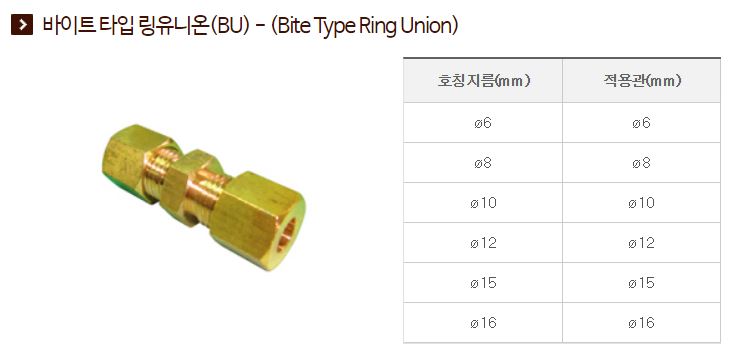 바이트 타입 링유니온(BU) - (Bite Type Ring Union)
호칭지름(mm) 적용관(mm)
ø6 ø6
ø8 ø8
ø10 ø10
ø12 ø12
ø15 ø15
ø16 ø16